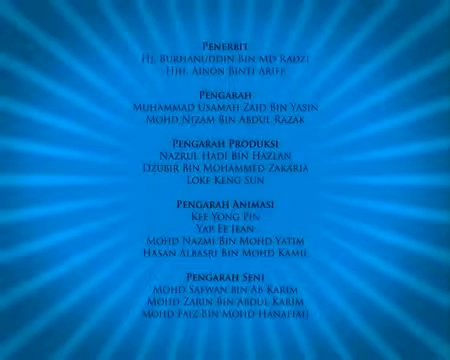 Penerbit
Hj. Burhanuddin Bin Md Radzi
Hjh. Ainon Binti Ariff
Pengarah
Muhammad Usamah Zaid Bin Yasin
Mohd Nizam Bin Abdul Razak
Pengarah Produksi
Nazrul Hadi Bin Hazlan
Dzubir Bin Mohammed Zakaria
Loke Keng Sun
Pengarah Animasi
Kee Yong Pin
Yap Ee Jean
Mohd Nazmi Bin Mohd Yatim
Hasan Albasri Bin Mohd Kamil
Pengarah Seni
Mohd Safwan bin Ab Karim
Mohd Zarin Bin Abdul Karim
Mohd Faiz Bin Mohd Hanafiah